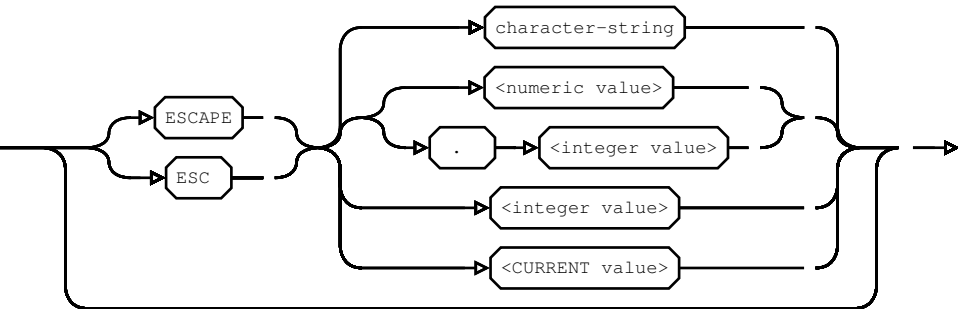 character-string
<numeric value>
ESCAPE
. <integer value>
ESC
<integer value>
<CURRENT value>